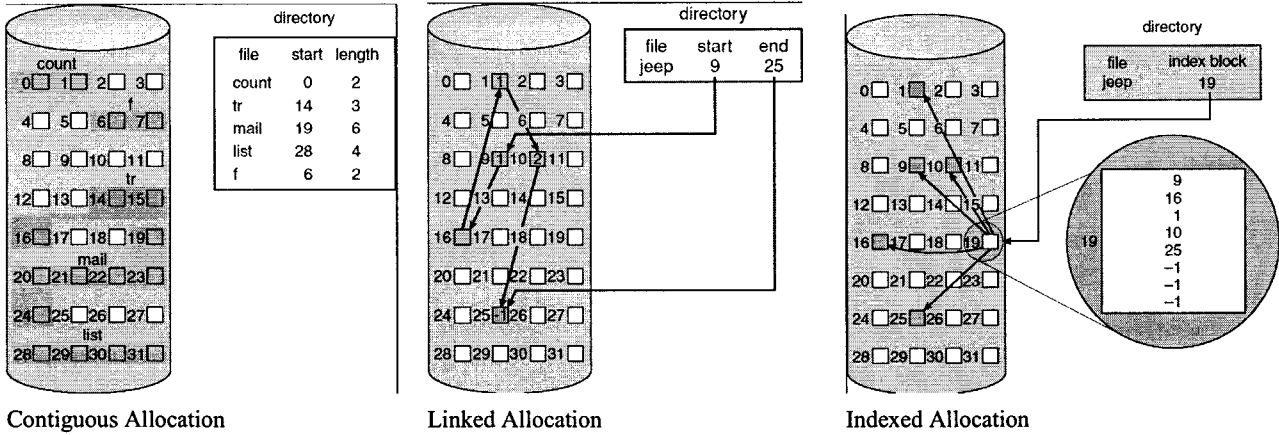 directory
file start length
count 0 2
tr 14 3
mail 19 6
list 28 4
f 6 2
count
0 1 2 3
f
4 5 6 7
8 9 10 11
tr
12 13 14 15
16 17 18 19
mail
20 21 22 23
24 25 26 27
list
28 29 30 31
Contiguous Allocation
directory
file start end
jeep 9 25
0 1 1 2 3
4 5 6 7
8 9 1 10 2 11
12 13 14 15
16 17 18 19
20 21 22 23
24 25 -1 26 27
28 29 30 31
Linked Allocation
directory
file index block
jeep 19
0 1 2 3
4 5 6 7
8 9 10 11
12 13 14 15
16 17 18 19
20 21 22 23
24 25 26 27
28 29 30 31
19
9
16
1
10
25
–1
–1
–1
Indexed Allocation